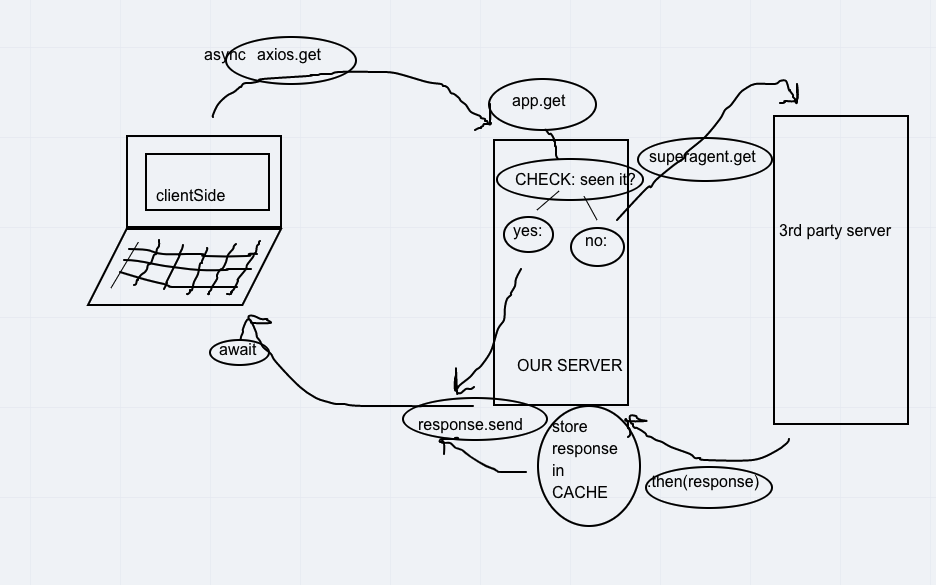 async axios.get
app.get
superagent.get
CHECK: seen it?
clientSide
yes:
no:
3rd party server
await
OUR SERVER
response.send
store
response
in
CACHE
.then(response)